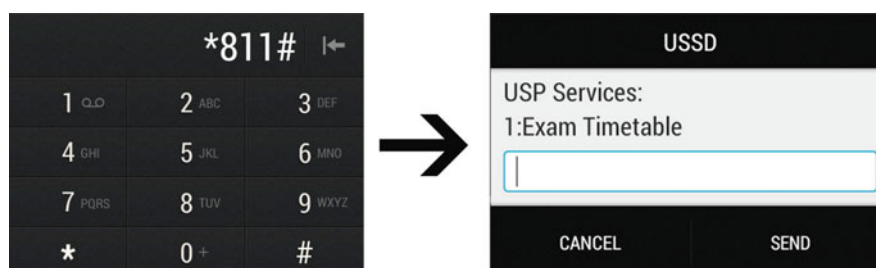 *811#
1
2 ABC
3 DEF
4 GHI
5 JKL
6 MNO
7 PQRS
8 TUV
9 WXYZ
*
0 +
#
USSD
USP Services:
1:Exam Timetable
CANCEL
SEND